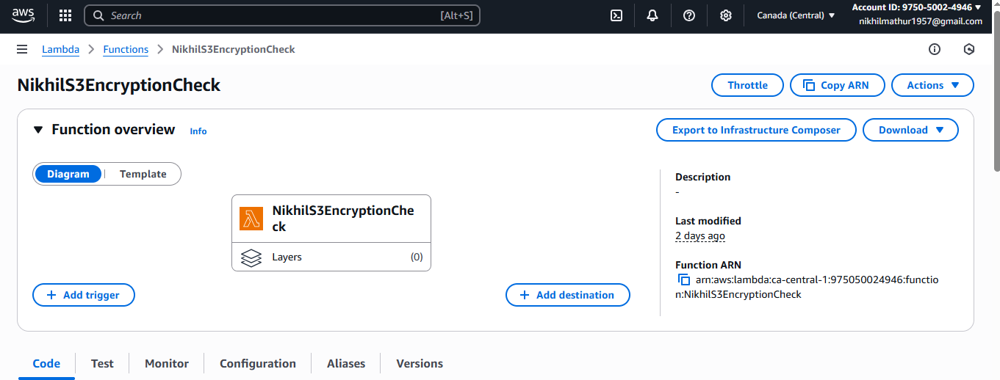 aws
Search [Alt+S]
Canada (Central)
Account ID: 9750-5002-4946
nikhilmathur1957@gmail.com
Lambda Functions NikhilS3EncryptionCheck
NikhilS3EncryptionCheck
Throttle
Copy ARN
Actions
Function overview Info
Export to Infrastructure Composer
Download
Diagram Template
NikhilS3EncryptionChe
ck
Layers (0)
+ Add trigger
+ Add destination
Description
-
Last modified
2 days ago
Function ARN
arn:aws:lambda:ca-central-1:975050024946:functio
n:NikhilS3EncryptionCheck
Code Test Monitor Configuration Aliases Versions